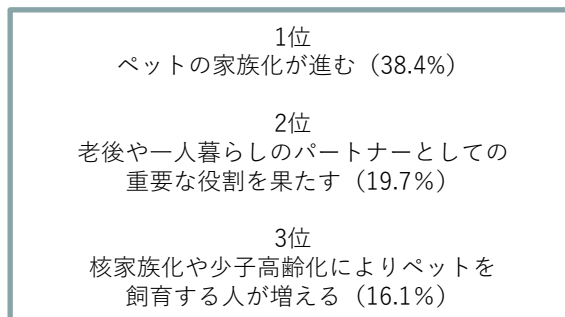 1位
ペットの家族化が進む（38.4%）
2位
老後や一人暮らしのパートナーとしての
重要な役割を果たす（19.7％）
3位
核家族化や少子高齢化によりペットを
飼育する人が増える（16.1％）